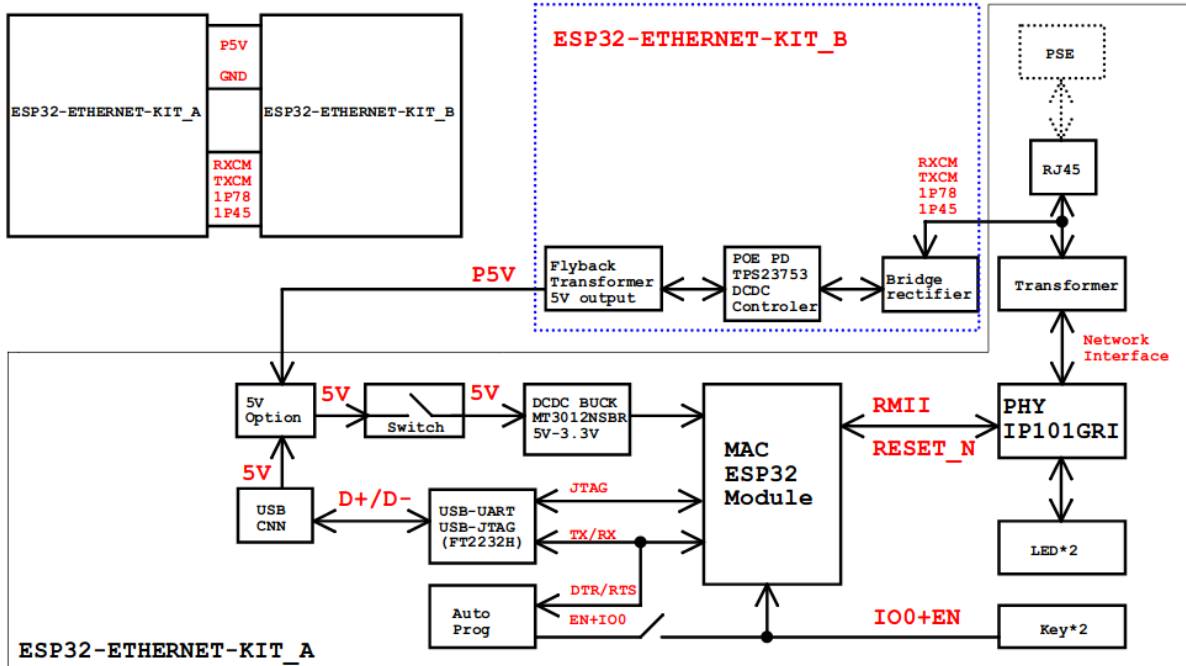 P5V
GND
ESP32-ETHERNET-KIT_A
ESP32-ETHERNET-KIT_B
RXCM
TXCM
1P78
1P45
ESP32-ETHERNET-KIT_B
PSE
RJ45
RXCM
TXCM
1P78
1P45
P5V
Flyback
Transformer
5V output
POE PD
TPS23753
DCDC
Controler
Bridge
rectifier
Transformer
Network
Interface
5V
Option
5V
Switch
5V
DCDC BUCK
MT3012NSBR
5V-3.3V
MAC
ESP32
Module
RMII
RESET_N
PHY
IP101GRI
5V
USB
CNN
D+/D-
USB-UART
USB-JTAG
(FT2232H)
JTAG
TX/RX
LED*2
DTR/RTS
Auto
Prog
EN+IO0
IO0+EN
Key*2
ESP32-ETHERNET-KIT_A